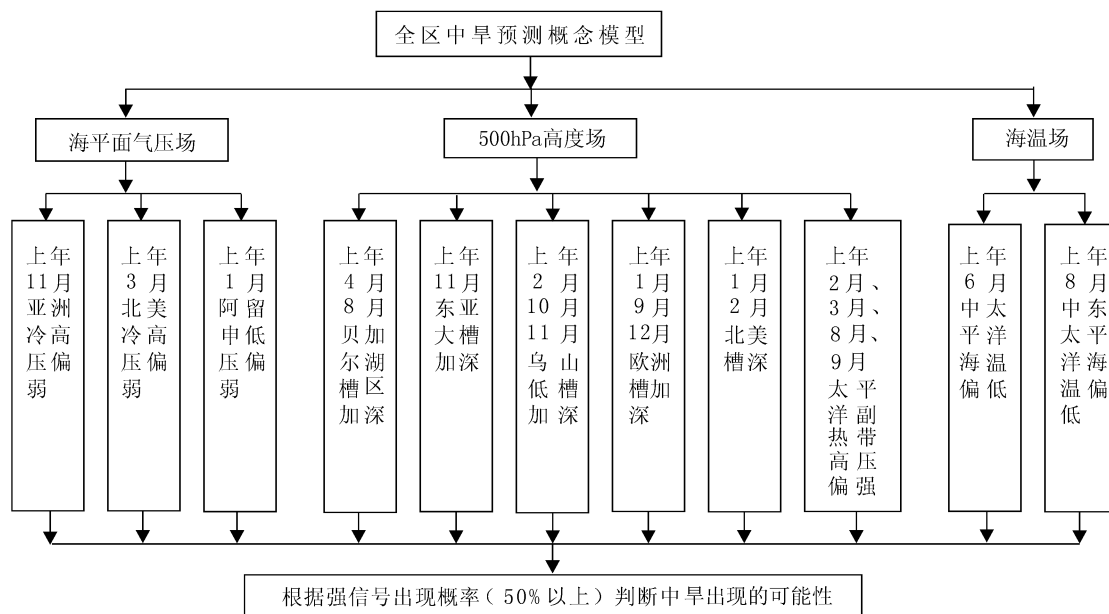 全区中旱预测概念模型
海平面气压场
500hPa高度场
海温场
上年
11月
亚洲
冷高
压偏
弱
上年
3月
北美
冷高
压偏
弱
上年
1月
阿留
申低
压偏
弱
上年
4月
8月
贝加
尔湖
槽区
加深
上年
11月
东亚
大槽
加深
上年
2月
10月
11月
乌山
低槽
加深
上年
1月
9月
12月
欧洲
槽加
深
上年
1月
2月
北美
槽深
上年
2月、
3月、
8月、
9月
太平
洋副
热带
高压
偏强
上年
6月
中太
平洋
海温
偏低
上年
8月
中东
太平
洋海
温偏
低
根据强信号出现概率(50%以上)判断中旱出现的可能性